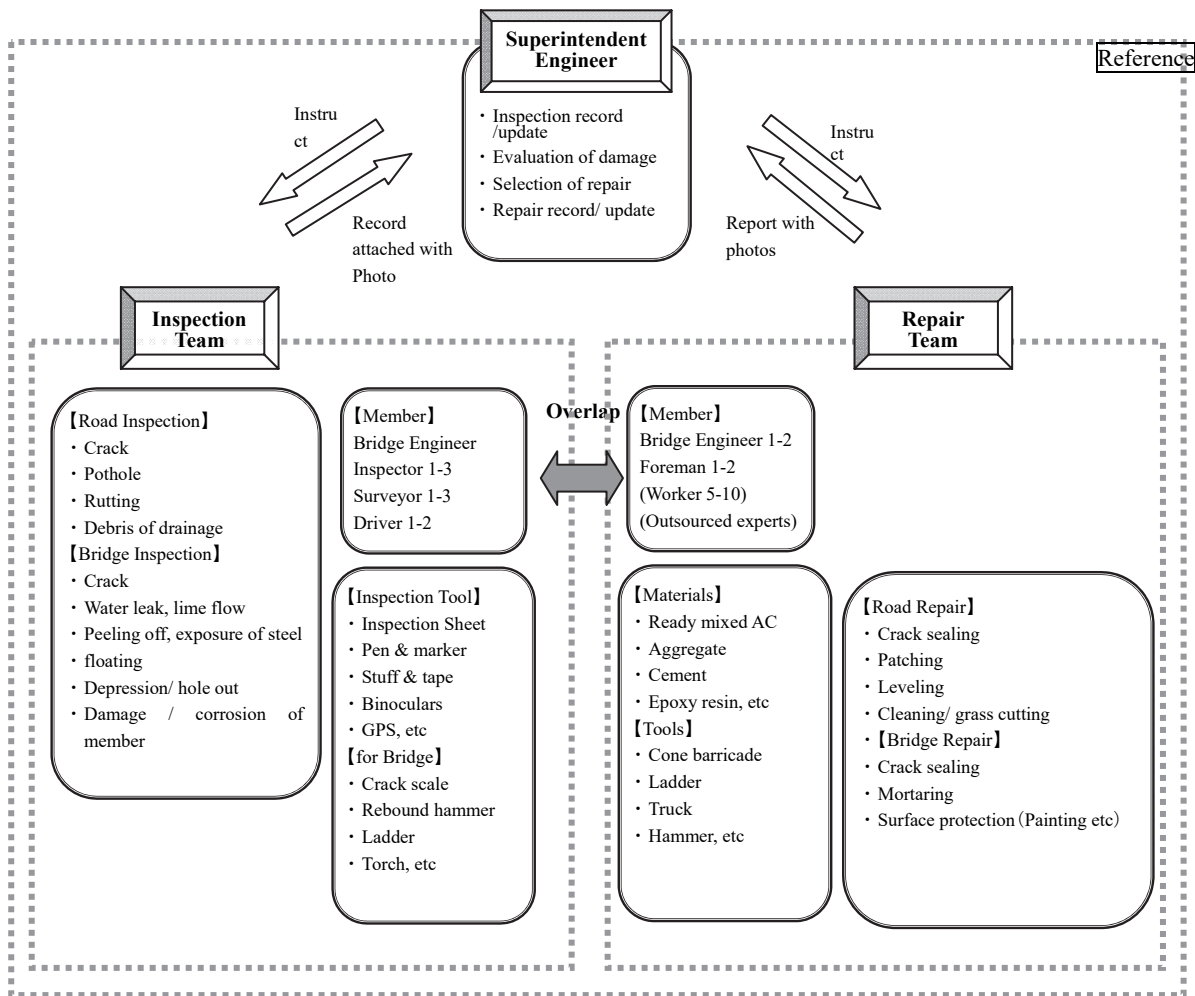 Superintendent
Engineer
Reference
・Inspection record
/update
・Evaluation of damage
・Selection of repair
・Repair record/ update
Instru
ct
Record
attached with
Photo
Instru
ct
Report with
photos
Inspection
Team
Repair
Team
【Road Inspection】
・Crack
・Pothole
・Rutting
・Debris of drainage
【Bridge Inspection】
・Crack
・Water leak, lime flow
・Peeling off, exposure of steel
・floating
・Depression/ hole out
・Damage / corrosion of
member
【Member】
Bridge Engineer
Inspector 1-3
Surveyor 1-3
Driver 1-2
【Inspection Tool】
・Inspection Sheet
・Pen & marker
・Stuff & tape
・Binoculars
・GPS, etc
【for Bridge】
・Crack scale
・Rebound hammer
・Ladder
・Torch, etc
Overlap
【Member】
Bridge Engineer 1-2
Foreman 1-2
(Worker 5-10)
(Outsourced experts)
【Materials】
・Ready mixed AC
・Aggregate
・Cement
・Epoxy resin, etc
【Tools】
・Cone barricade
・Ladder
・Truck
・Hammer, etc
【Road Repair】
・Crack sealing
・Patching
・Leveling
・Cleaning/ grass cutting
・【Bridge Repair】
・Crack sealing
・Mortaring
・Surface protection（Painting etc）